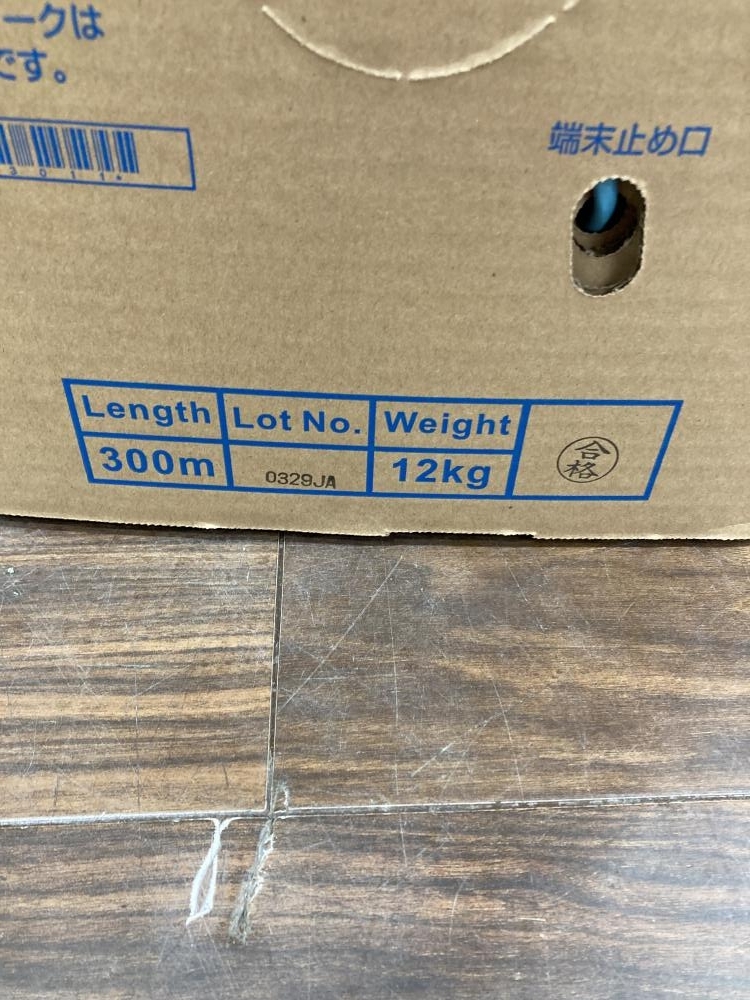 ークは
です。
3011*
端末止め口
Length Lot No. Weight
300m 0329JA 12kg
合格